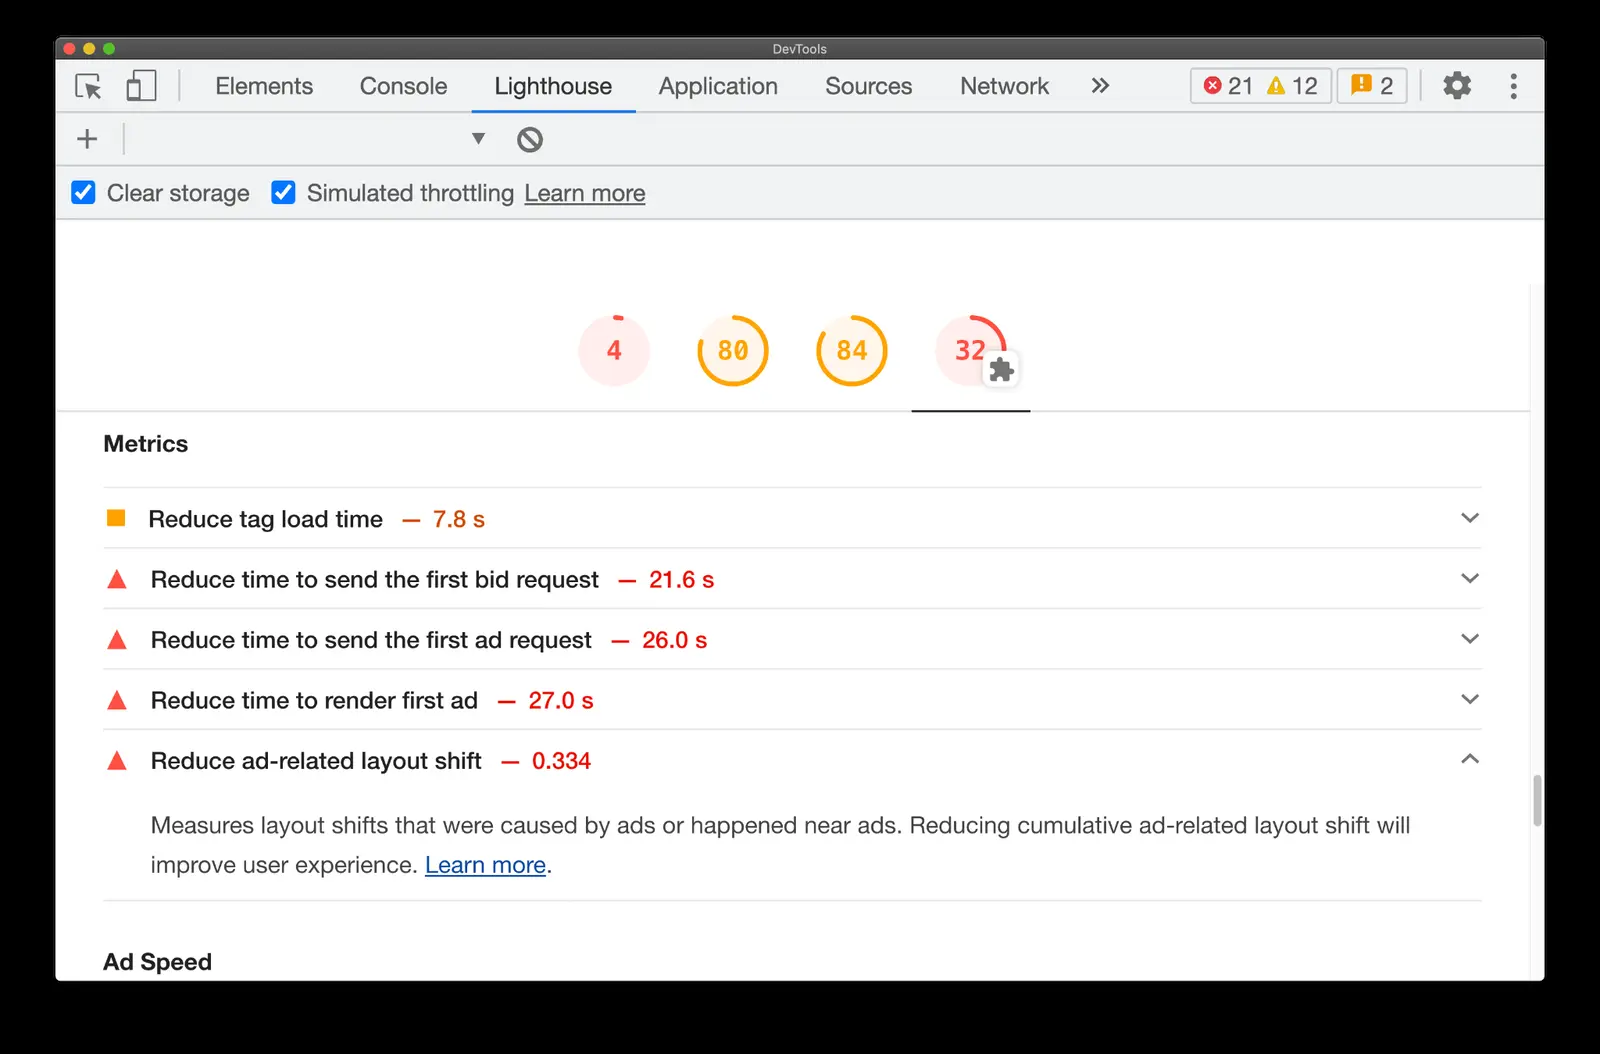 DevTools
Elements Console Lighthouse Application Sources Network » 21 12 2
Clear storage Simulated throttling Learn more
4 80 84 32
Metrics
Reduce tag load time — 7.8 s
Reduce time to send the first bid request — 21.6 s
Reduce time to send the first ad request — 26.0 s
Reduce time to render first ad — 27.0 s
Reduce ad-related layout shift — 0.334
Measures layout shifts that were caused by ads or happened near ads. Reducing cumulative ad-related layout shift will
improve user experience. Learn more.
Ad Speed